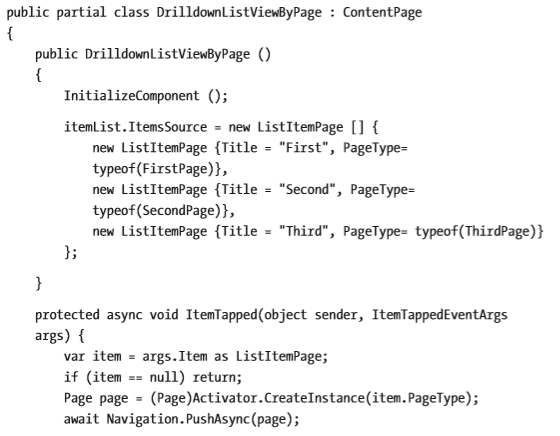 public partial class DrilldownListViewByPage : ContentPage
{
    public DrilldownListViewByPage ()
    {
        InitializeComponent ();
        itemList.ItemsSource = new ListItemPage [] {
            new ListItemPage {Title = "First", PageType=
            typeof(FirstPage)},
            new ListItemPage {Title = "Second", PageType=
            typeof(SecondPage)},
            new ListItemPage {Title = "Third", PageType= typeof(ThirdPage)}
        };
    }
    protected async void ItemTapped(object sender, ItemTappedEventArgs
    args) {
        var item = args.Item as ListItemPage;
        if (item == null) return;
        Page page = (Page)Activator.CreateInstance(item.PageType);
        await Navigation.PushAsync(page);